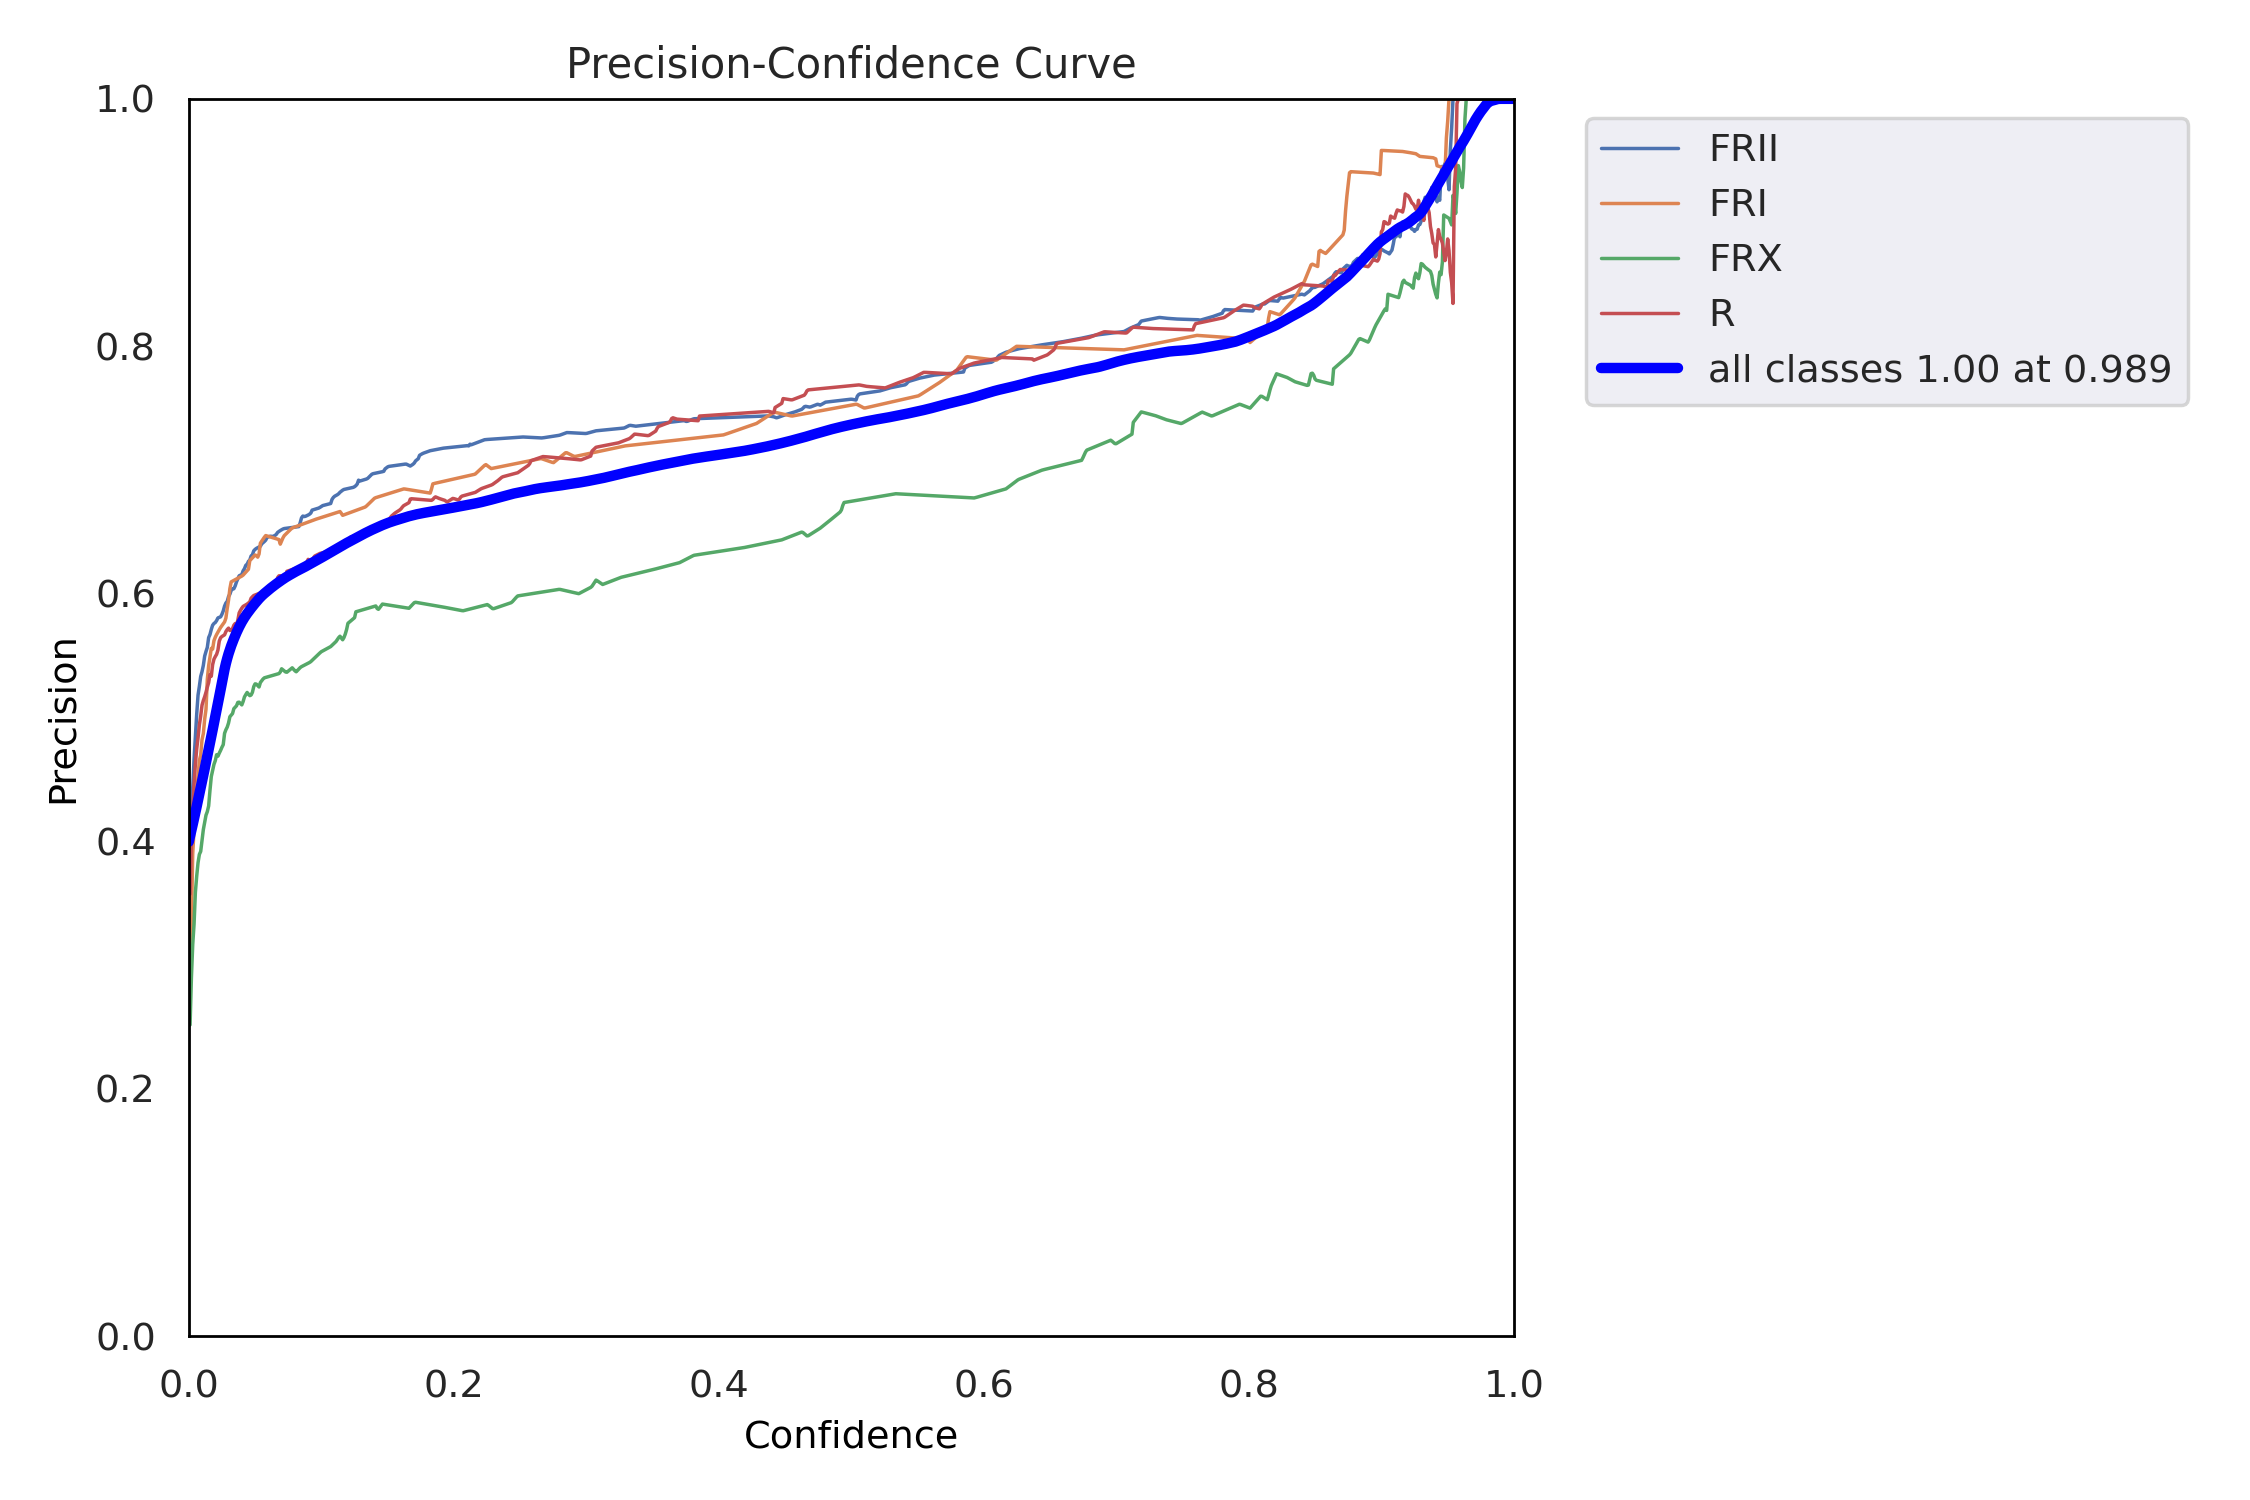 Precision-Confidence Curve
1.0
0.8
0.6
0.4
0.2
0.0
Precision
0.0 0.2 0.4 0.6 0.8 1.0
Confidence
FRII
FRI
FRX
R
all classes 1.00 at 0.989